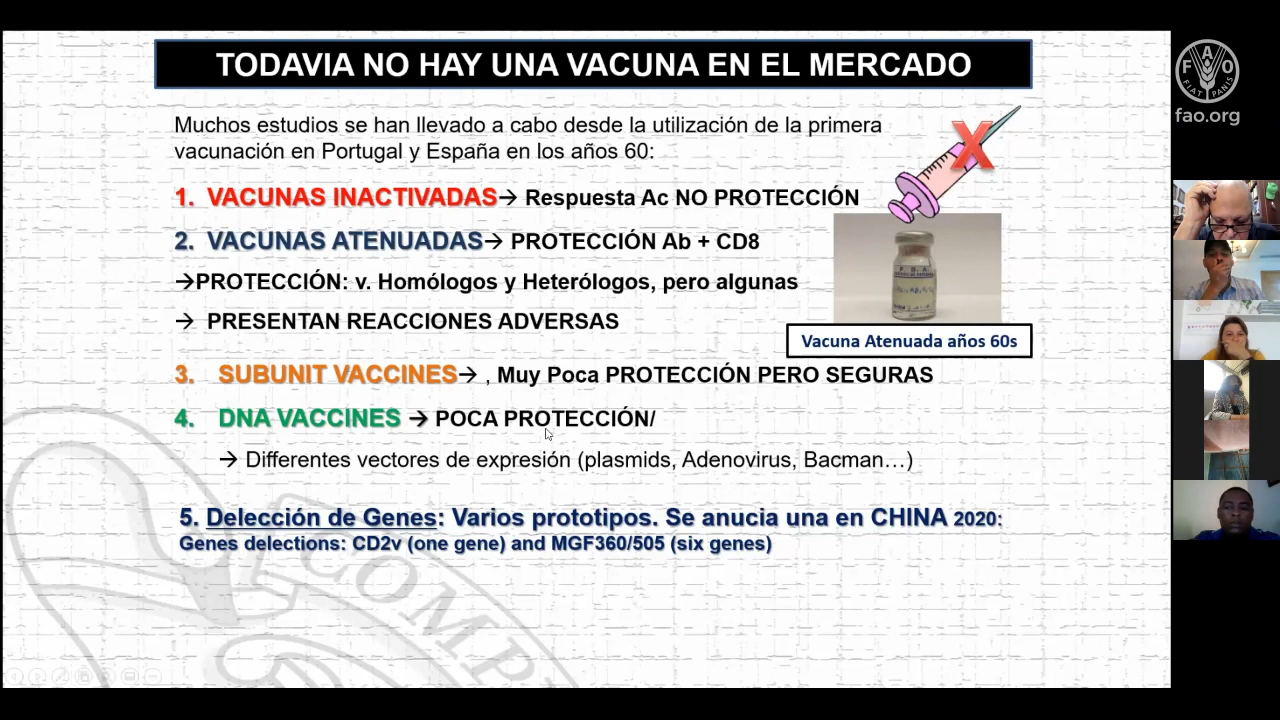 TODAVIA NO HAY UNA VACUNA EN EL MERCADO
Muchos estudios se han llevado a cabo desde la utilización de la primera
vacunación en Portugal y España en los años 60:
1. VACUNAS INACTIVADAS→ Respuesta Ac NO PROTECCIÓN
2. VACUNAS ATENUADAS→ PROTECCIÓN Ab + CD8
→PROTECCIÓN: v. Homólogos y Heterólogos, pero algunas
→ PRESENTAN REACCIONES ADVERSAS
Vacuna Atenuada años 60s
3. SUBUNIT VACCINES→ , Muy Poca PROTECCIÓN PERO SEGURAS
4. DNA VACCINES → POCA PROTECCIÓN/
→ Differentes vectores de expresión (plasmids, Adenovirus, Bacman…)
5. Delección de Genes: Varios prototipos. Se anucia una en CHINA 2020:
Genes delections: CD2v (one gene) and MGF360/505 (six genes)
COMP
FAO
FIAT PANIS
fao.org